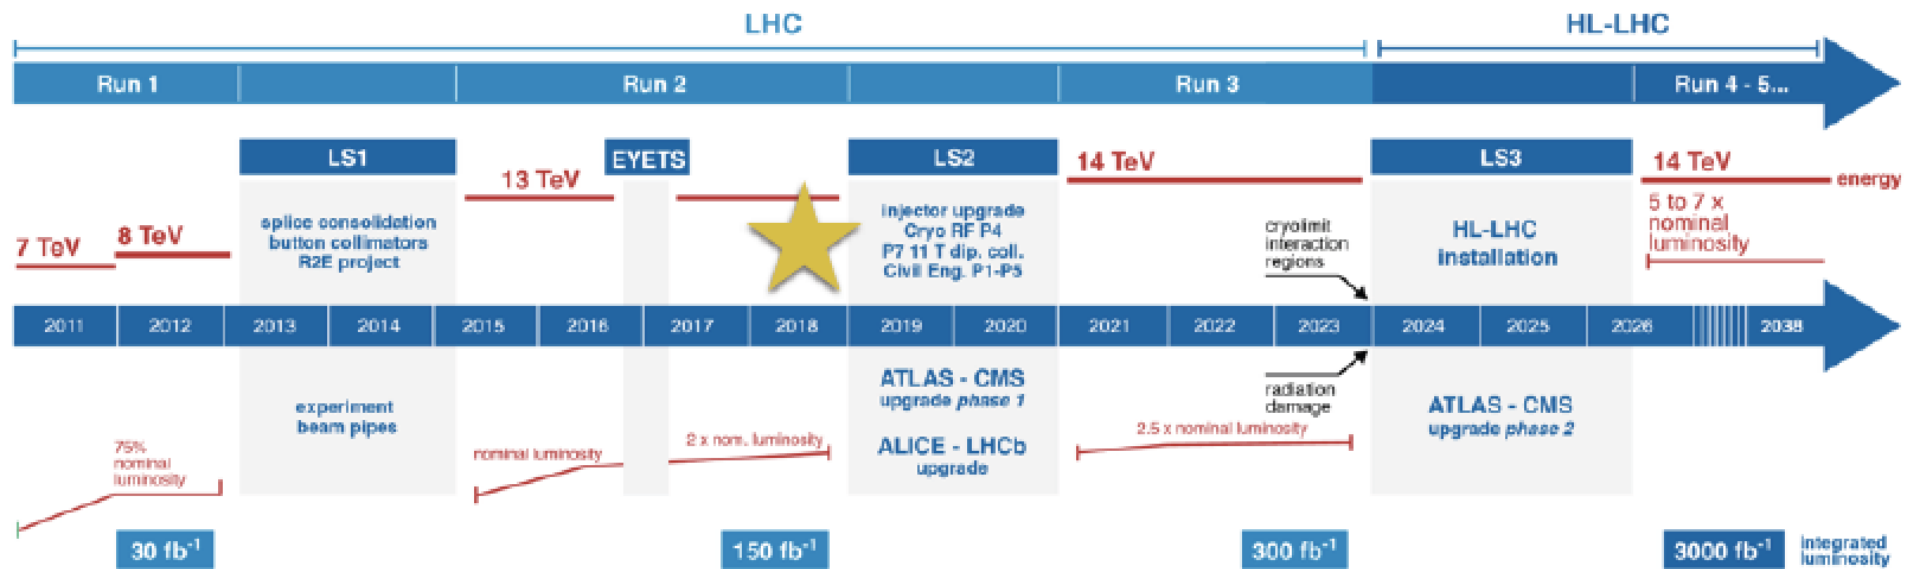 LHC
HL-LHC
Run 1
Run 2
Run 3
Run 4 - 5...
LS1
EYETS
LS2
LS3
7 TeV
8 TeV
13 TeV
14 TeV
14 TeV
energy
splice consolidation
button collimators
R2E project
injector upgrade
Cryo RF P4
P7 11 T dip. coll.
Civil Eng. P1-P5
cryolimit
interaction
regions
HL-LHC
installation
5 to 7 x
nominal
luminosity
2011
2012
2013
2014
2015
2016
2017
2018
2019
2020
2021
2022
2023
2024
2025
2026
2038
experiment
beam pipes
ATLAS - CMS
upgrade phase 1
ALICE - LHCb
upgrade
radiation
damage
ATLAS - CMS
upgrade phase 2
75%
nominal
luminosity
nominal luminosity
2 x nom. luminosity
2.5 x nominal luminosity
30 fb⁻¹
150 fb⁻¹
300 fb⁻¹
3000 fb⁻¹
integrated
luminosity